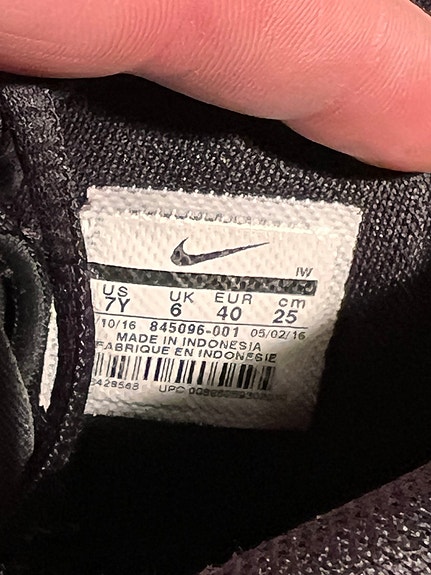 IW
US UK EUR cm
7Y 6 40 25
/10/16 845096-001 05/02/16
MADE IN INDONESIA
FABRIQUE EN INDONESIE
UPC